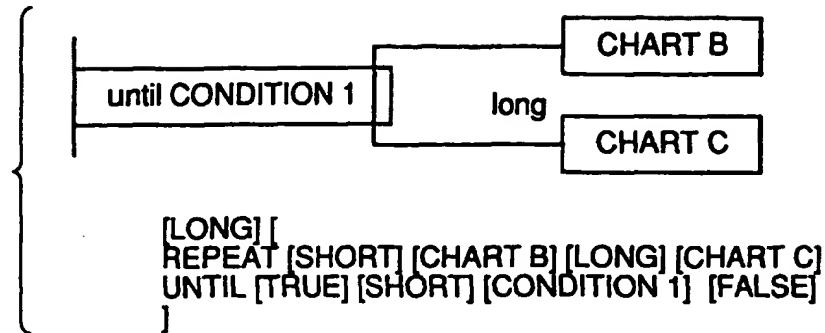 CHART B
until CONDITION 1
long
CHART C
[LONG] [
REPEAT [SHORT] [CHART B] [LONG] [CHART C]
UNTIL [TRUE] [SHORT] [CONDITION 1] [FALSE]
]